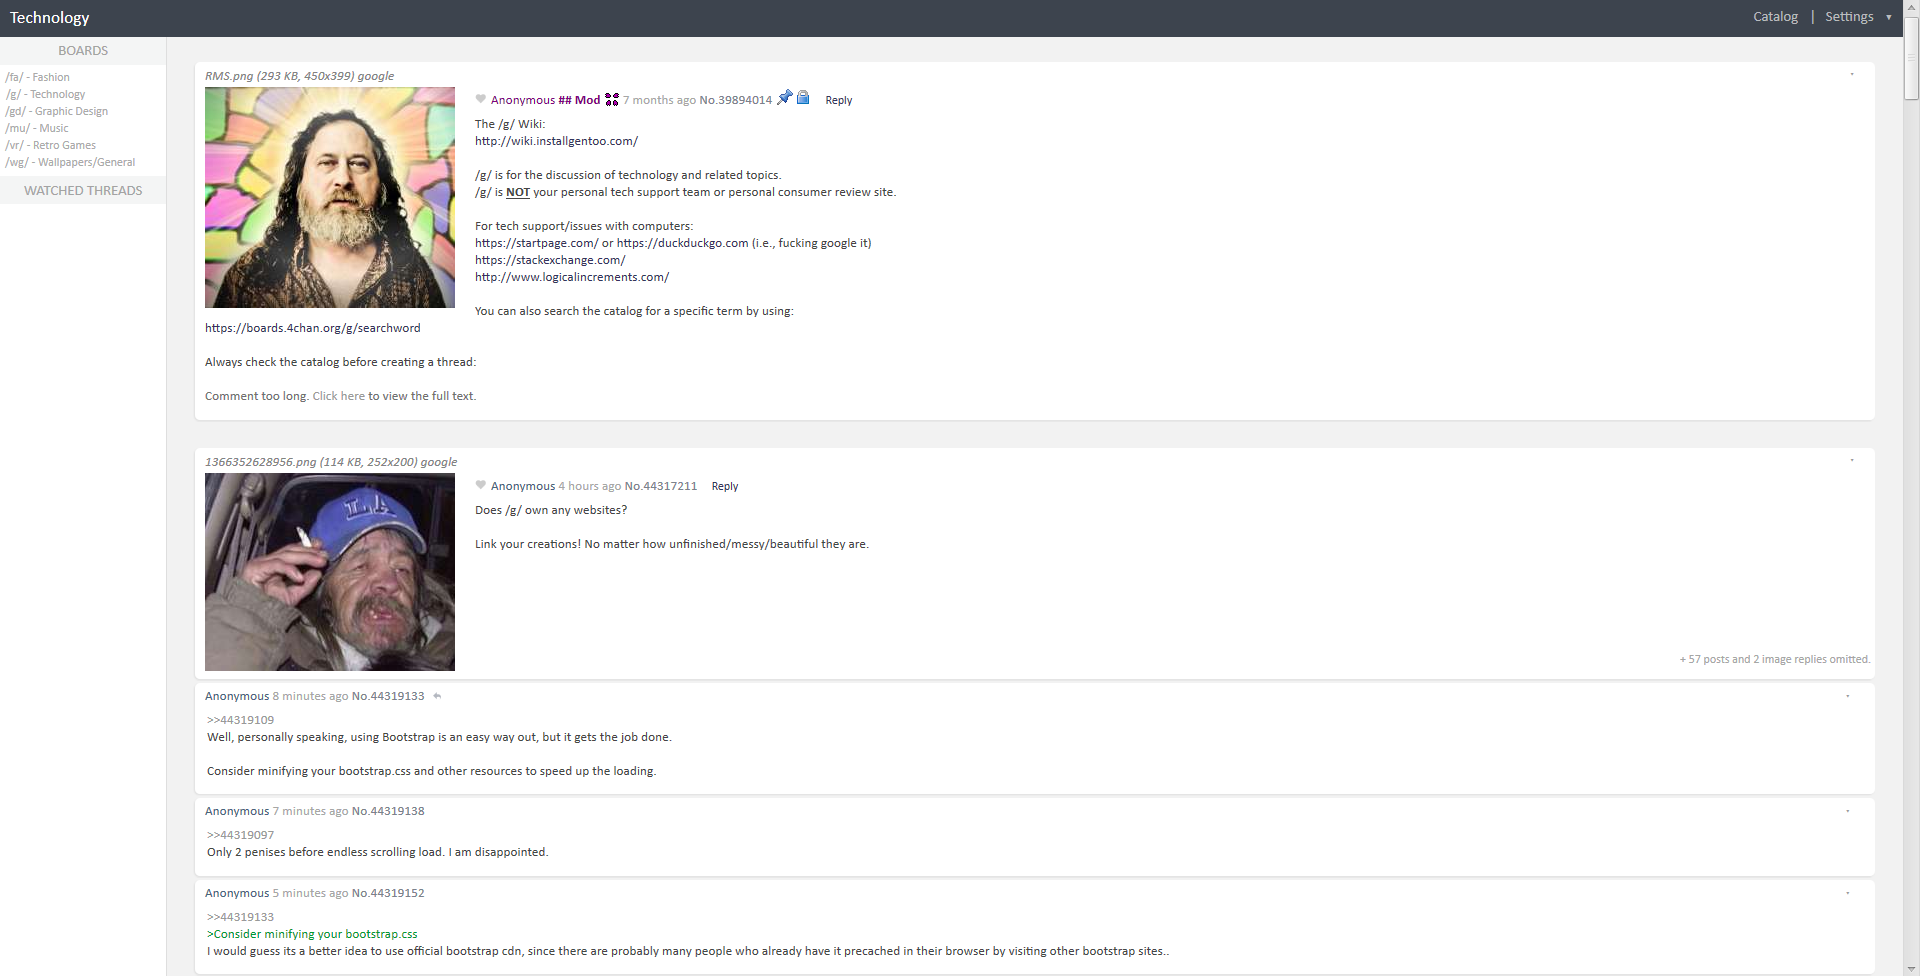 Technology
Catalog | Settings ▾
BOARDS
/fa/ - Fashion
/g/ - Technology
/gd/ - Graphic Design
/mu/ - Music
/vr/ - Retro Games
/wg/ - Wallpapers/General
WATCHED THREADS
RMS.png (293 KB, 450x399) google
Anonymous ## Mod 7 months ago No.39894014 Reply
The /g/ Wiki:
http://wiki.installgentoo.com/
/g/ is for the discussion of technology and related topics.
/g/ is NOT your personal tech support team or personal consumer review site.
For tech support/issues with computers:
https://startpage.com/ or https://duckduckgo.com (i.e., fucking google it)
https://stackexchange.com/
http://www.logicalincrements.com/
You can also search the catalog for a specific term by using:
https://boards.4chan.org/g/searchword
Always check the catalog before creating a thread:
Comment too long. Click here to view the full text.
1366352628956.png (114 KB, 252x200) google
LA
Anonymous 4 hours ago No.44317211 Reply
Does /g/ own any websites?
Link your creations! No matter how unfinished/messy/beautiful they are.
+ 57 posts and 2 image replies omitted.
Anonymous 8 minutes ago No.44319133
>>44319109
Well, personally speaking, using Bootstrap is an easy way out, but it gets the job done.
Consider minifying your bootstrap.css and other resources to speed up the loading.
Anonymous 7 minutes ago No.44319138
>>44319097
Only 2 penises before endless scrolling load. I am disappointed.
Anonymous 5 minutes ago No.44319152
>>44319133
>Consider minifying your bootstrap.css
I would guess its a better idea to use official bootstrap cdn, since there are probably many people who already have it precached in their browser by visiting other bootstrap sites..